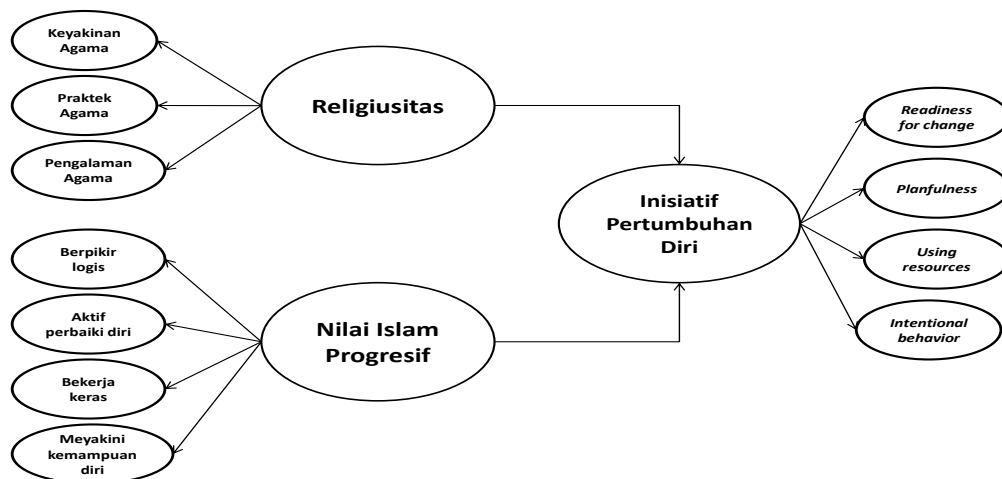 Keyakinan
Agama
Praktek
Agama
Pengalaman
Agama
Religiusitas
Berpikir
logis
Aktif
perbaiki diri
Bekerja
keras
Meyakini
kemampuan
diri
Nilai Islam
Progresif
Inisiatif
Pertumbuhan
Diri
Readiness
for change
Planfulness
Using
resources
Intentional
behavior